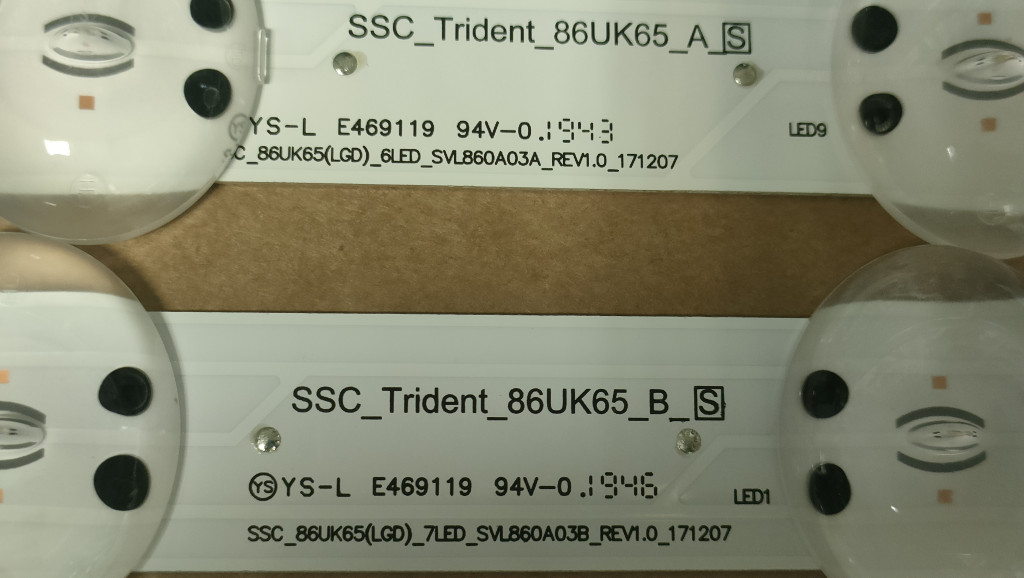 SSC_Trident_86UK65_A_S
YS-L E469119 94V-0 .1943
LED9
C_86UK65(LGD)_6LED_SVL860A03A_REV1.0_171207
SSC_Trident_86UK65_B_S
YS YS-L E469119 94V-0 .1946
LED1
SSC_86UK65(LGD)_7LED_SVL860A03B_REV1.0_171207